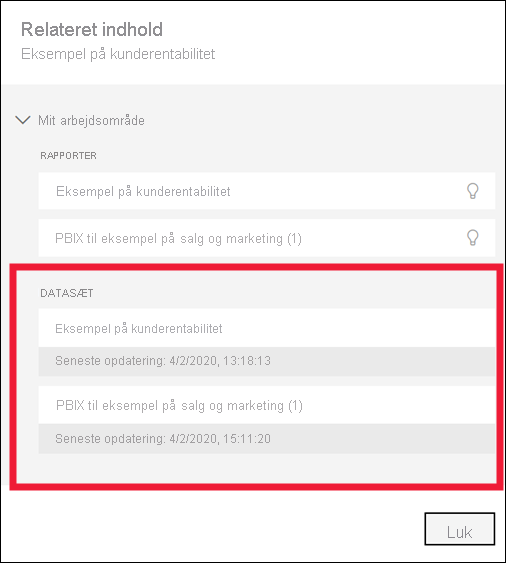 Relateret indhold
Eksempel på kunderentabilitet
Mit arbejdsområde
RAPPORTER
Eksempel på kunderentabilitet
PBIX til eksempel på salg og marketing (1)
DATASÆT
Eksempel på kunderentabilitet
Seneste opdatering: 4/2/2020, 13:18:13
PBIX til eksempel på salg og marketing (1)
Seneste opdatering: 4/2/2020, 15:11:20
Luk